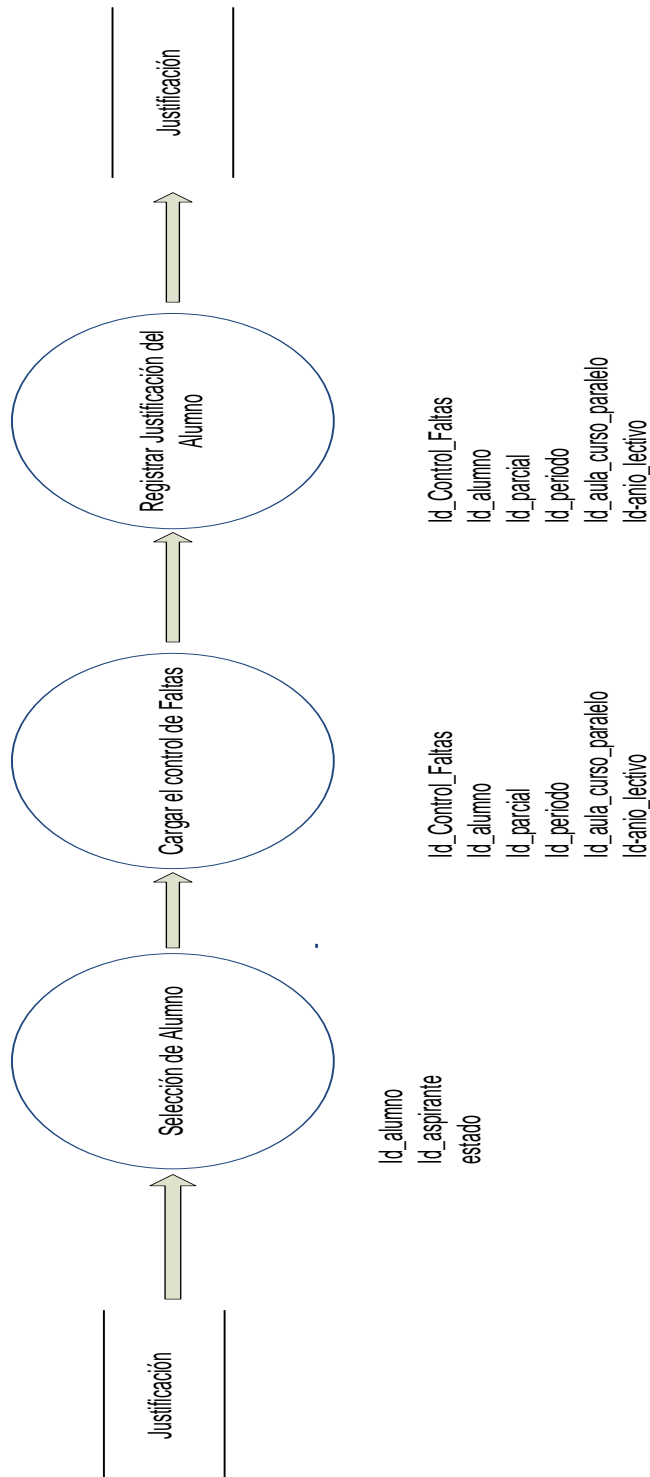 Justificación
Selección de Alumno
Cargar el control de Faltas
Registrar Justificación del
Alumno
Justificación
Id_alumno
Id_aspirante
estado
Id_Control_Faltas
Id_alumno
Id_parcial
Id_periodo
Id_aula_curso_paralelo
Id-anio_lectivo
Id_Control_Faltas
Id_alumno
Id_parcial
Id_periodo
Id_aula_curso_paralelo
Id-anio_lectivo